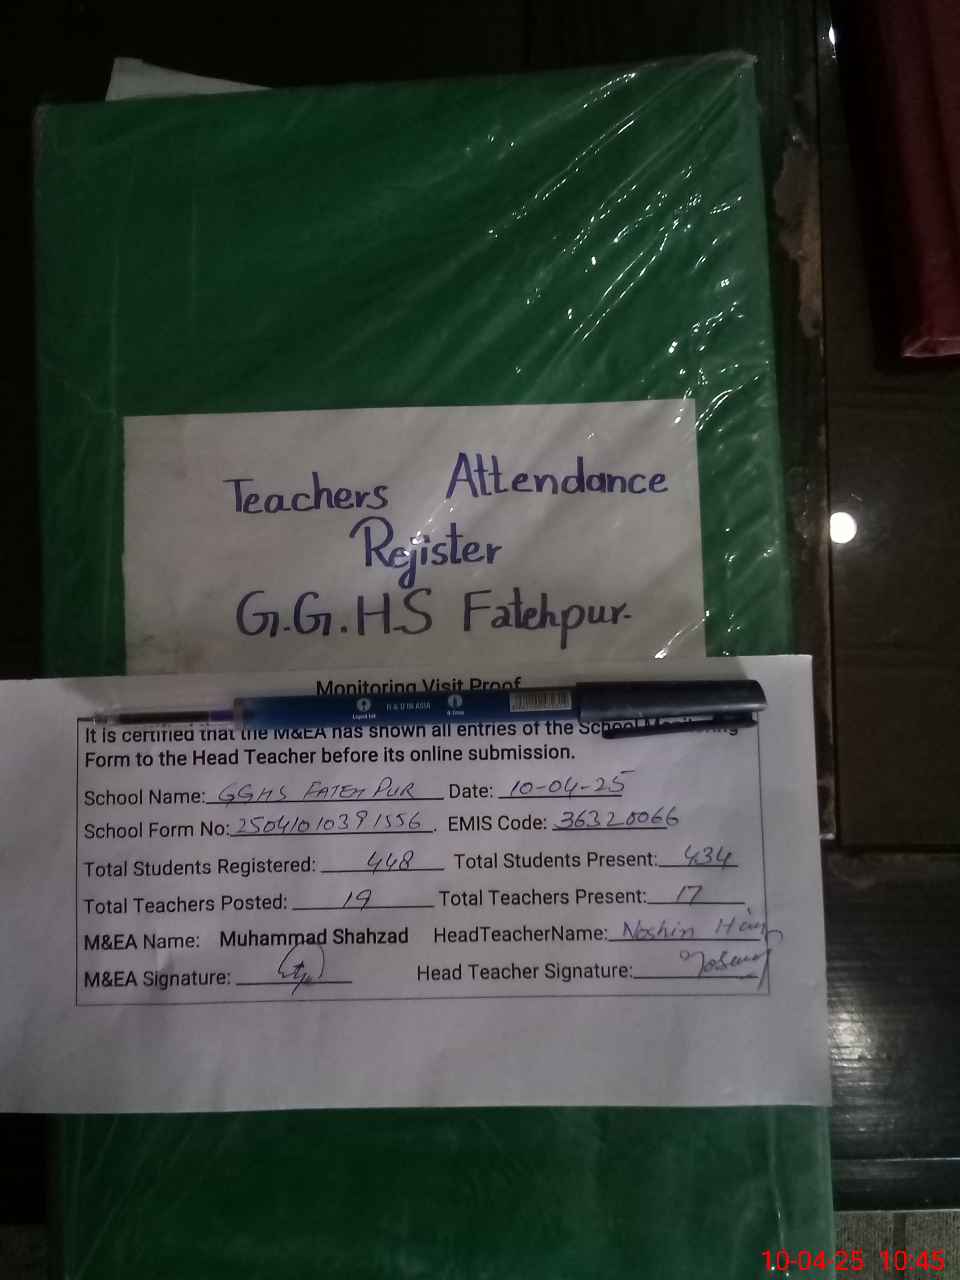 Teachers Attendance
Rejister
G.G.H.S Fatehpur.
Monitoring Visit Proof
It is certified that the M&EA has shown all entries of the School Monitoring
Form to the Head Teacher before its online submission.
School Name: GGHS FATEH PUR Date: 10-04-25
School Form No: 25041010391556. EMIS Code: 36320066
Total Students Registered: 448 Total Students Present: 434
Total Teachers Posted: 19 Total Teachers Present: 17
M&EA Name: Muhammad Shahzad HeadTeacherName: Noshin
M&EA Signature: Head Teacher Signature:
10-04-25 10:45